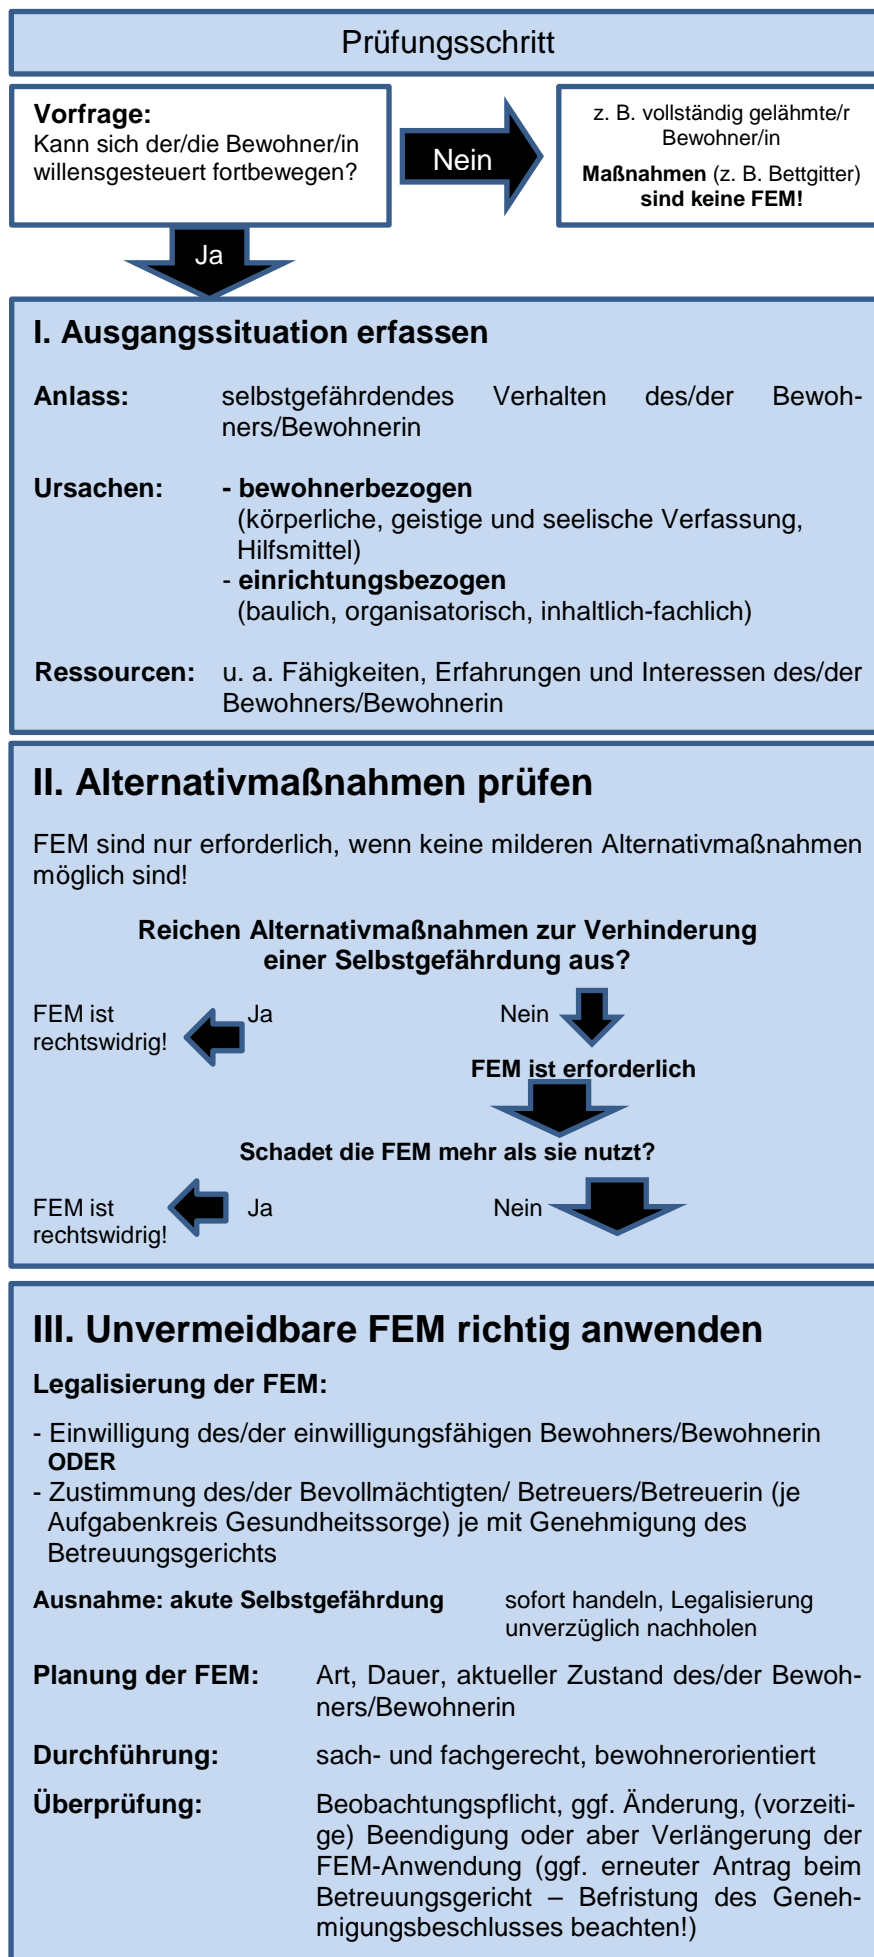 Prüfungsschritt
Vorfrage:
Kann sich der/die Bewohner/in
willensgesteuert fortbewegen?
Nein
z. B. vollständig gelähmte/r
Bewohner/in
Maßnahmen (z. B. Bettgitter)
sind keine FEM!
Ja
I. Ausgangssituation erfassen
Anlass: selbstgefährdendes Verhalten des/der Bewoh-
ners/Bewohnerin
Ursachen: - bewohnerbezogen
(körperliche, geistige und seelische Verfassung,
Hilfsmittel)
- einrichtungsbezogen
(baulich, organisatorisch, inhaltlich-fachlich)
Ressourcen: u. a. Fähigkeiten, Erfahrungen und Interessen des/der
Bewohners/Bewohnerin
II. Alternativmaßnahmen prüfen
FEM sind nur erforderlich, wenn keine milderen Alternativmaßnahmen
möglich sind!
Reichen Alternativmaßnahmen zur Verhinderung
einer Selbstgefährdung aus?
FEM ist Ja Nein
rechtswidrig!
FEM ist erforderlich
Schadet die FEM mehr als sie nutzt?
FEM ist Ja Nein
rechtswidrig!
III. Unvermeidbare FEM richtig anwenden
Legalisierung der FEM:
- Einwilligung des/der einwilligungsfähigen Bewohners/Bewohnerin
ODER
- Zustimmung des/der Bevollmächtigten/ Betreuers/Betreuerin (je
Aufgabenkreis Gesundheitssorge) je mit Genehmigung des
Betreuungsgerichts
Ausnahme: akute Selbstgefährdung sofort handeln, Legalisierung
unverzüglich nachholen
Planung der FEM: Art, Dauer, aktueller Zustand des/der Bewoh-
ners/Bewohnerin
Durchführung: sach- und fachgerecht, bewohnerorientiert
Überprüfung: Beobachtungspflicht, ggf. Änderung, (vorzeiti-
ge) Beendigung oder aber Verlängerung der
FEM-Anwendung (ggf. erneuter Antrag beim
Betreuungsgericht – Befristung des Geneh-
migungsbeschlusses beachten!)